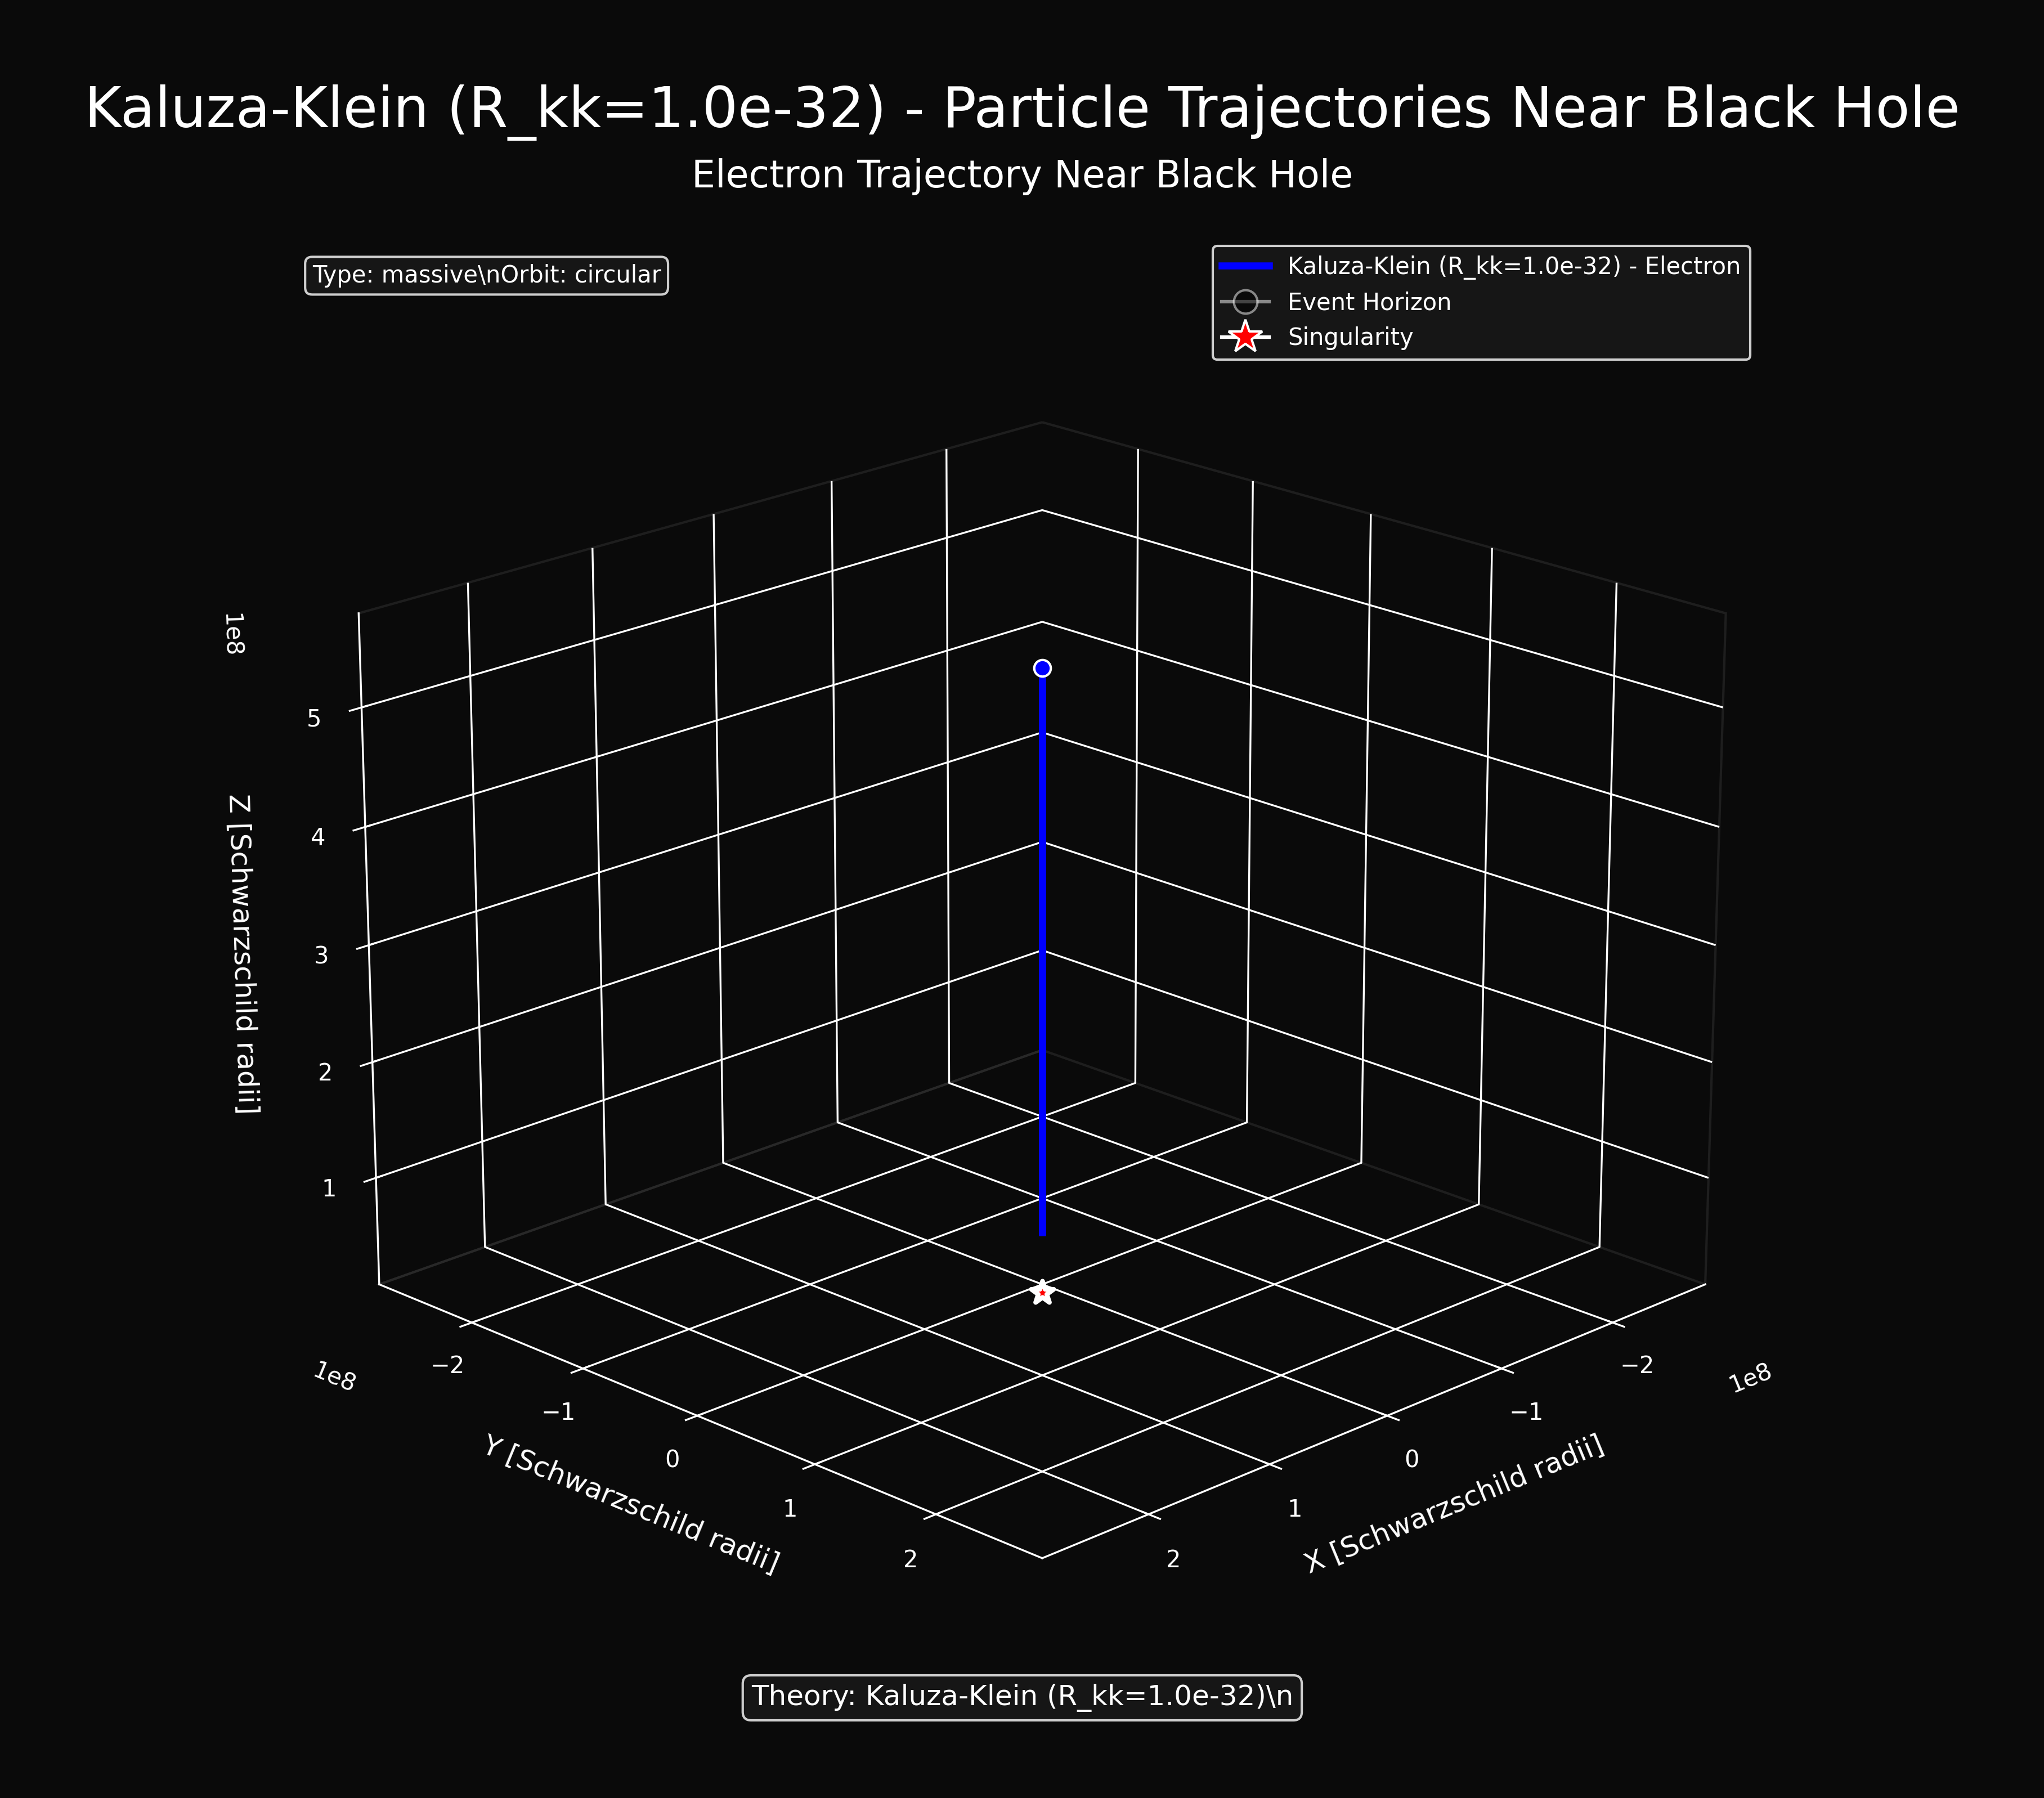 Kaluza-Klein (R_kk=1.0e-32) - Particle Trajectories Near Black Hole
Electron Trajectory Near Black Hole
Type: massive\nOrbit: circular
Kaluza-Klein (R_kk=1.0e-32) - Electron
Event Horizon
Singularity
1e8
5
4
3
2
1
Z [Schwarzschild radii]
1e8
−2
−1
0
1
2
Y [Schwarzschild radii]
2
1
0
−1
−2
1e8
X [Schwarzschild radii]
Theory: Kaluza-Klein (R_kk=1.0e-32)\n